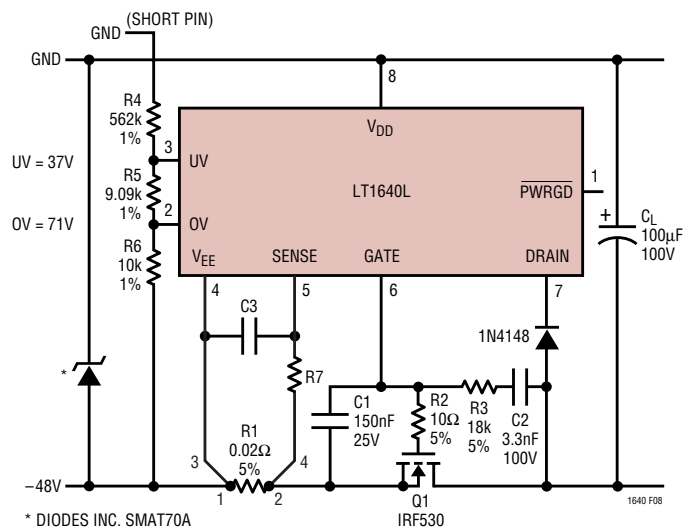 (SHORT PIN)
GND
GND
8
R4
562k
1%
VDD
3
UV
UV = 37V
LT1640L
R5
9.09k
1%
PWRGD
1
2
OV
OV = 71V
R6
10k
1%
VEE
SENSE
GATE
DRAIN
+
CL
100µF
100V
4
5
6
7
C3
1N4148
*
R7
C1
150nF
25V
R2
10Ω
5%
R3
18k
5%
C2
3.3nF
100V
R1
0.02Ω
5%
3
4
–48V
1
2
Q1
IRF530
1640 F08
* DIODES INC. SMAT70A